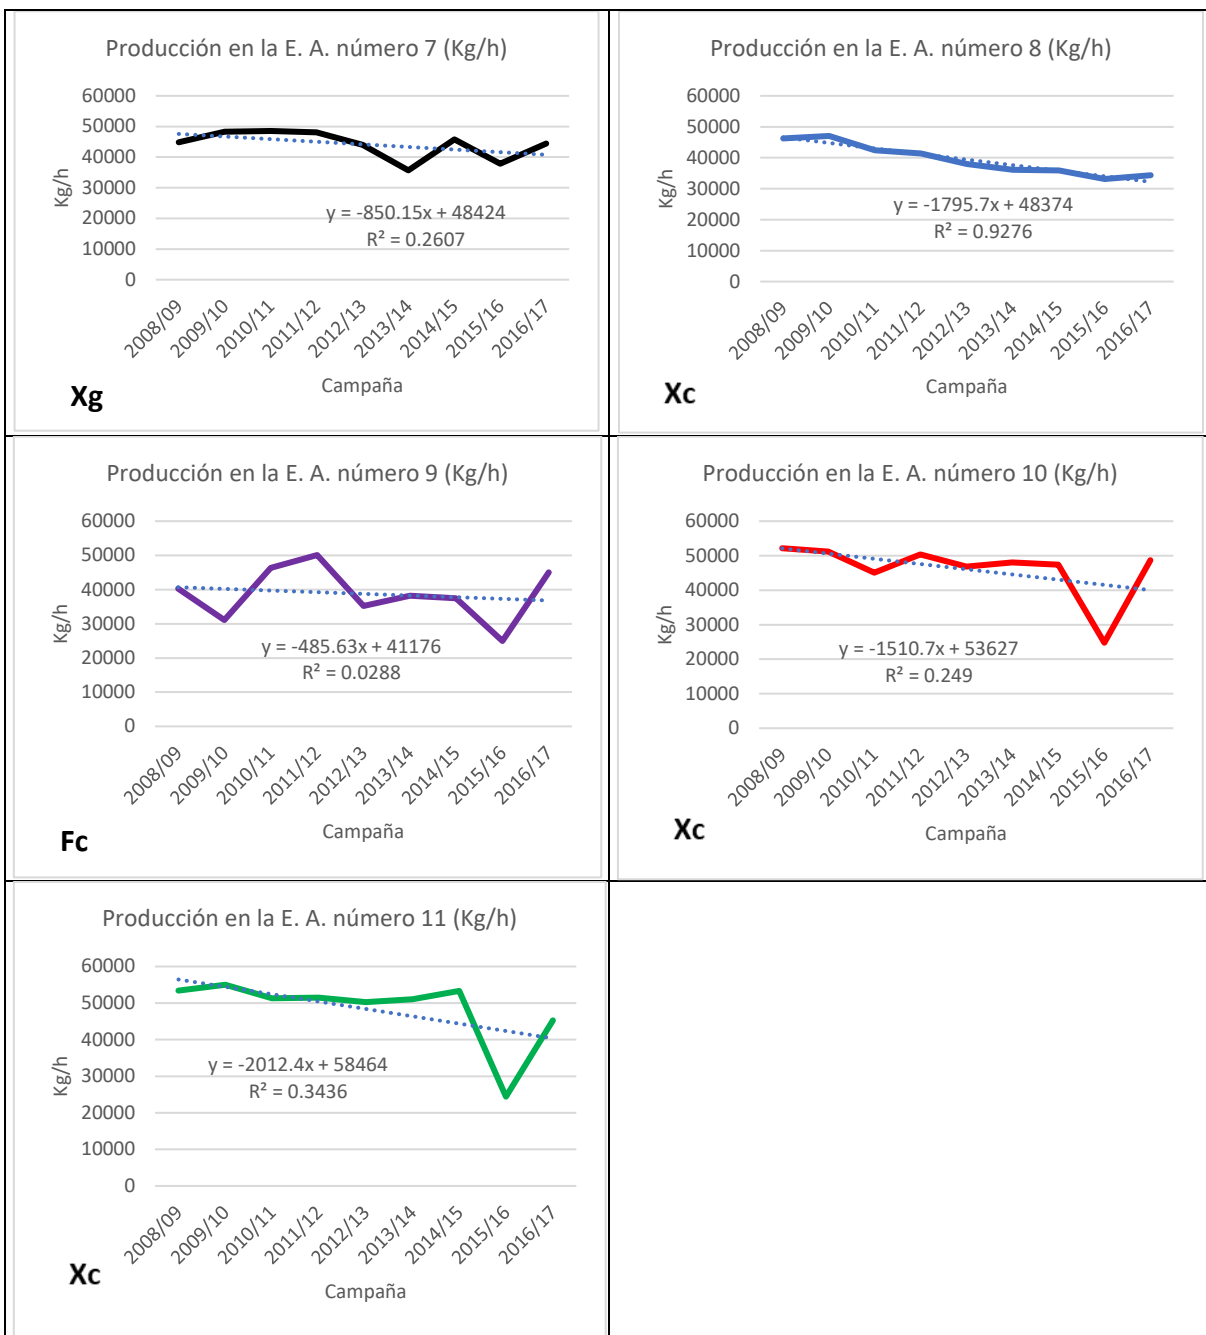 Producción en la E. A. número 7 (Kg/h)
60000
50000
40000
30000
20000
10000
0
Kg/h
y = -850.15x + 48424
R² = 0.2607
2008/09
2009/10
2010/11
2011/12
2012/13
2013/14
2014/15
2015/16
2016/17
Campaña
Xg
Producción en la E. A. número 8 (Kg/h)
60000
50000
40000
30000
20000
10000
0
Kg/h
y = -1795.7x + 48374
R² = 0.9276
2008/09
2009/10
2010/11
2011/12
2012/13
2013/14
2014/15
2015/16
2016/17
Campaña
Xc
Producción en la E. A. número 9 (Kg/h)
60000
50000
40000
30000
20000
10000
0
Kg/h
y = -485.63x + 41176
R² = 0.0288
2008/09
2009/10
2010/11
2011/12
2012/13
2013/14
2014/15
2015/16
2016/17
Campaña
Fc
Producción en la E. A. número 10 (Kg/h)
60000
50000
40000
30000
20000
10000
0
Kg/h
y = -1510.7x + 53627
R² = 0.249
2008/09
2009/10
2010/11
2011/12
2012/13
2013/14
2014/15
2015/16
2016/17
Campaña
Xc
Producción en la E. A. número 11 (Kg/h)
60000
50000
40000
30000
20000
10000
0
Kg/h
y = -2012.4x + 58464
R² = 0.3436
2008/09
2009/10
2010/11
2011/12
2012/13
2013/14
2014/15
2015/16
2016/17
Campaña
Xc